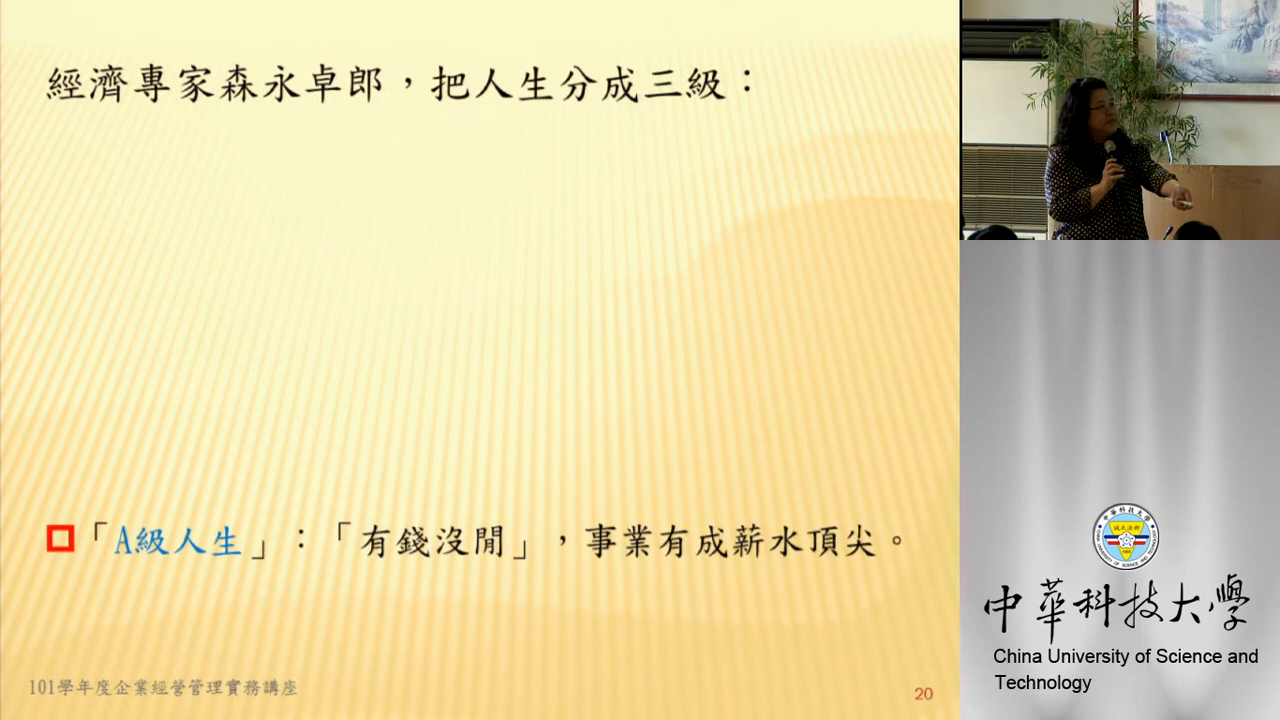 經濟專家森永卓郎，把人生分成三級：
「A級人生」：「有錢沒閒」，事業有成薪水頂尖。
101學年度企業經營管理實務講座
20
中華科技大學
China University of Science and
Technology